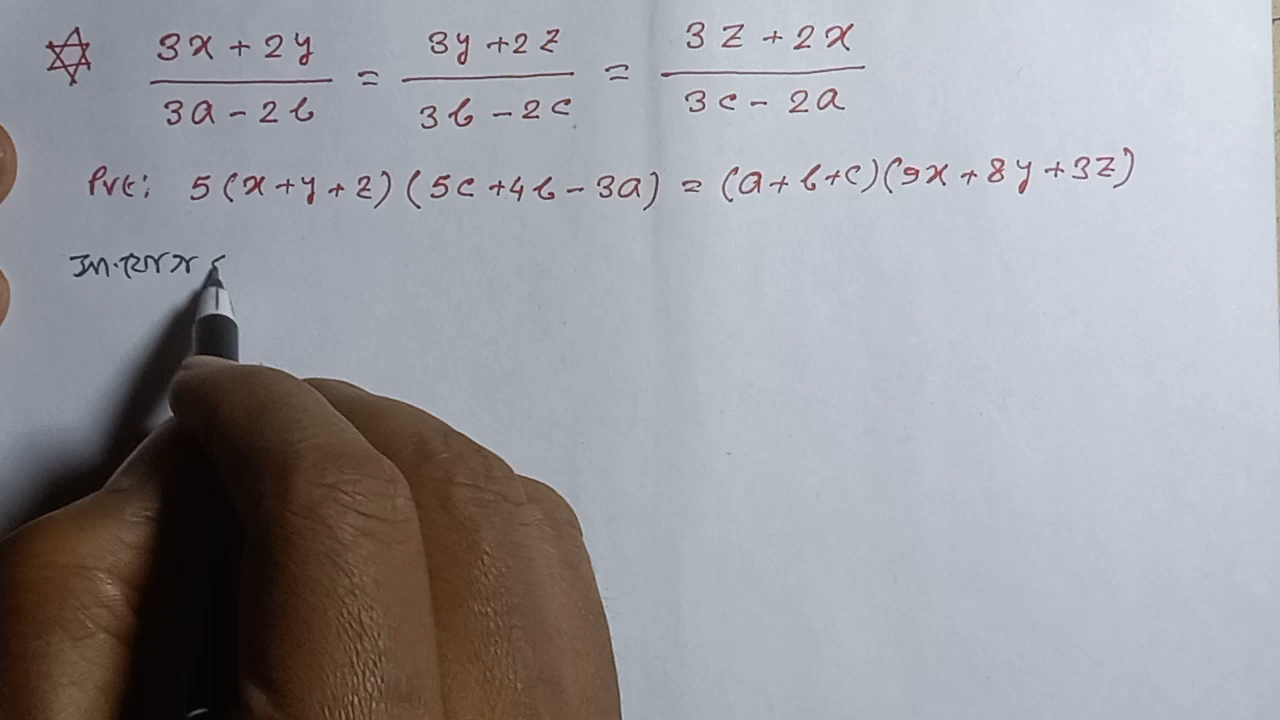 3x + 2y / 3a - 2b = 3y + 2z / 3b - 2c = 3z + 2x / 3c - 2a
Prt: 5(x+y+z)(5c+4b-3a) = (a+b+c)(9x+8y+3z)